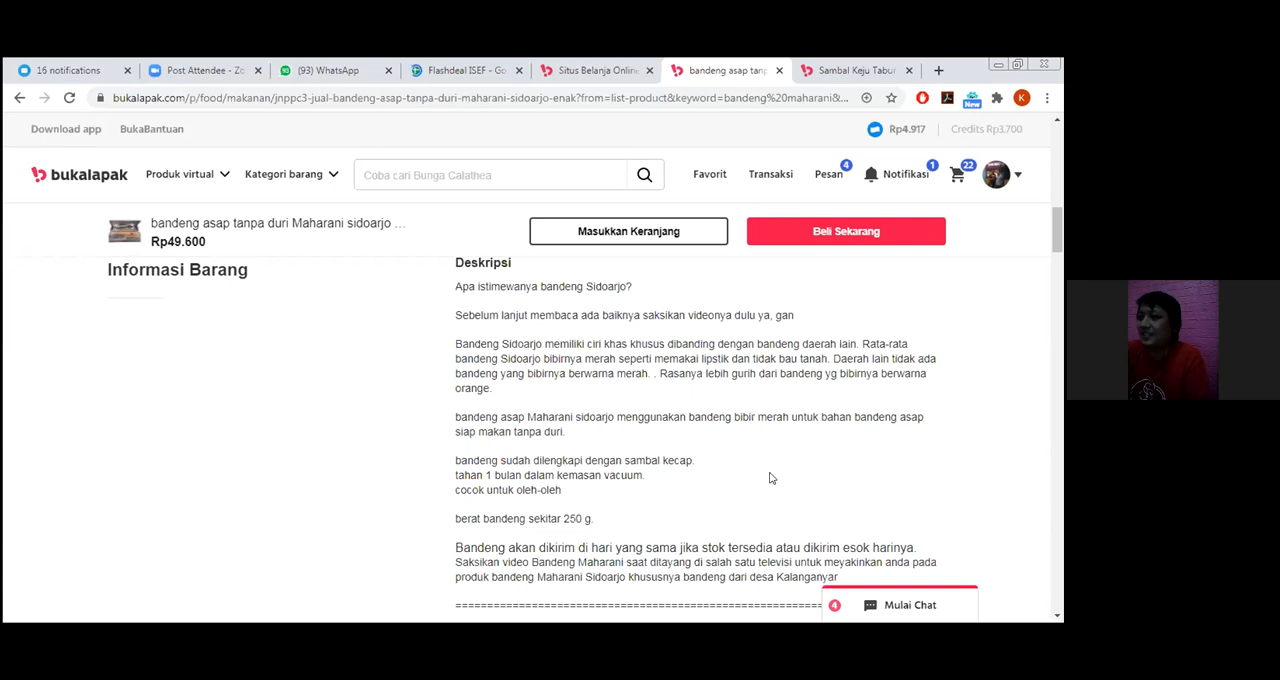 16 notifications
Post Attendee - Zo
(93) WhatsApp
Flashdeal ISEF - Go
Situs Belanja Online
bandeng asap tanp
Sambal Keju Tabur
bukalapak.com/p/food/makanan/jnppc3-jual-bandeng-asap-tanpa-duri-maharani-sidoarjo-enak?from=list-product&keyword=bandeng%20maharani&...
New
K
Download app
BukaBantuan
Rp4.917
Credits Rp3.700
bukalapak
Produk virtual
Kategori barang
Coba cari Bunga Calathea
Favorit
Transaksi
Pesan
4
Notifikasi
1
22
bandeng asap tanpa duri Maharani sidoarjo ...
Rp49.600
Masukkan Keranjang
Beli Sekarang
Informasi Barang
Deskripsi
Apa istimewanya bandeng Sidoarjo?
Sebelum lanjut membaca ada baiknya saksikan videonya dulu ya, gan
Bandeng Sidoarjo memiliki ciri khas khusus dibanding dengan bandeng daerah lain. Rata-rata
bandeng Sidoarjo bibirnya merah seperti memakai lipstik dan tidak bau tanah. Daerah lain tidak ada
bandeng yang bibirnya berwarna merah. . Rasanya lebih gurih dari bandeng yg bibirnya berwarna
orange.
bandeng asap Maharani sidoarjo menggunakan bandeng bibir merah untuk bahan bandeng asap
siap makan tanpa duri.
bandeng sudah dilengkapi dengan sambal kecap.
tahan 1 bulan dalam kemasan vacuum.
cocok untuk oleh-oleh
berat bandeng sekitar 250 g.
Bandeng akan dikirim di hari yang sama jika stok tersedia atau dikirim esok harinya.
Saksikan video Bandeng Maharani saat ditayang di salah satu televisi untuk meyakinkan anda pada
produk bandeng Maharani Sidoarjo khususnya bandeng dari desa Kalanganyar
=========================================================
4
Mulai Chat